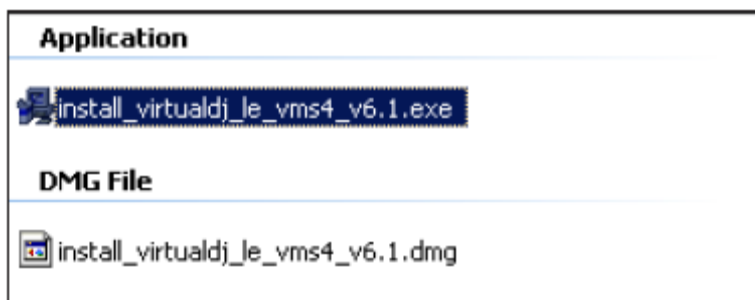 Application
install_virtualdj_le_vms4_v6.1.exe
DMG File
install_virtualdj_le_vms4_v6.1.dmg